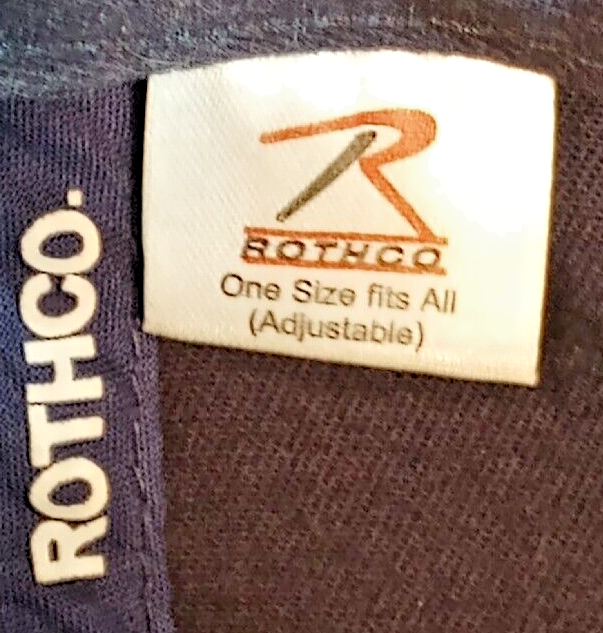 ROTHCO
One Size fits All
(Adjustable)
ROTHCO.